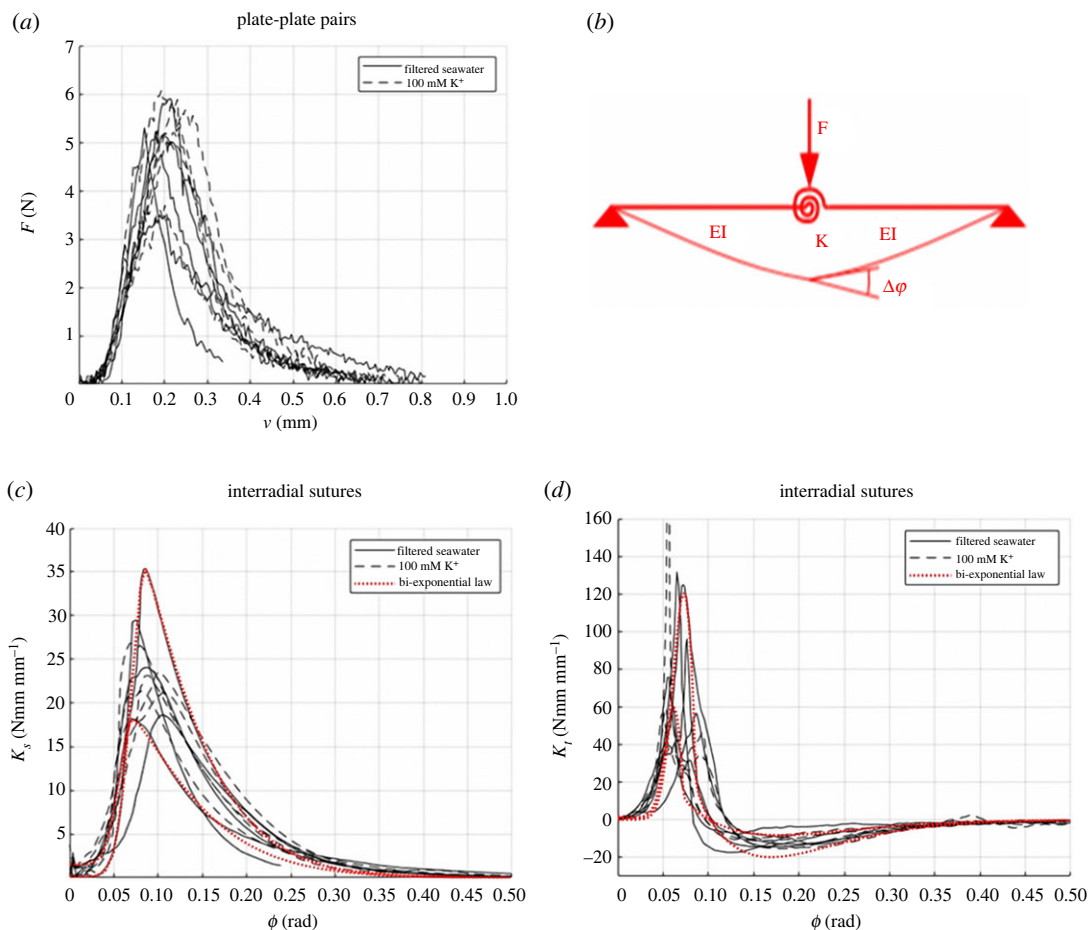 (a)
plate-plate pairs
7
6
5
4
3
2
1
0
F (N)
filtered seawater
100 mM K⁺
0.1 0.2 0.3 0.4 0.5 0.6 0.7 0.8 0.9 1.0
v (mm)
(b)
F
EI K EI
Δφ
(c)
interradial sutures
40
35
30
25
20
15
10
5
0
Kₛ (Nmm mm⁻¹)
filtered seawater
100 mM K⁺
bi-exponential law
0.05 0.10 0.15 0.20 0.25 0.30 0.35 0.40 0.45 0.50
ϕ (rad)
(d)
interradial sutures
160
140
120
100
80
60
40
20
0
–20
Kₜ (Nmm mm⁻¹)
filtered seawater
100 mM K⁺
bi-exponential law
0 0.05 0.10 0.15 0.20 0.25 0.30 0.35 0.40 0.45 0.50
ϕ (rad)